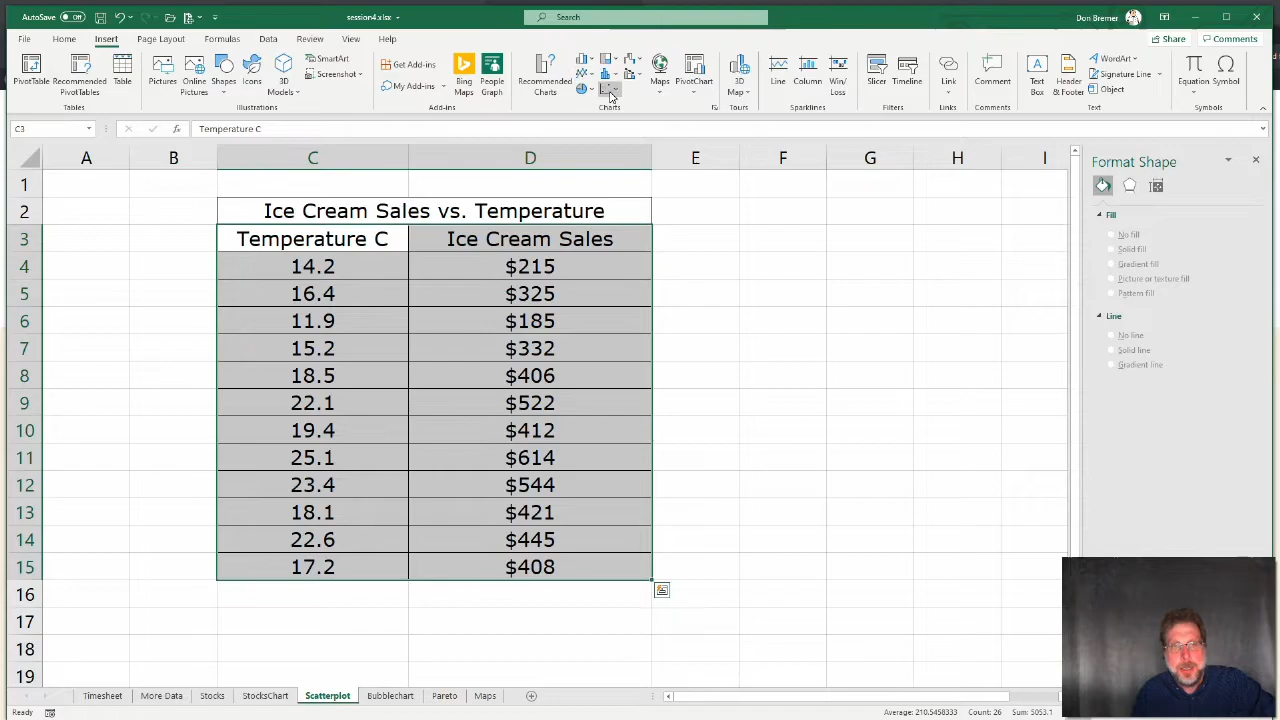 AutoSave Off session4.xlsx Search Don Bremer
File Home Insert Page Layout Formulas Data Review View Help Share Comments
PivotTable Recommended PivotTables Table Pictures Online Pictures Shapes Icons 3D Models SmartArt Screenshot Get Add-ins My Add-ins Bing Maps People Graph Recommended Charts Maps PivotChart 3D Map Line Column Win/Loss Slicer Timeline Link Comment Text Box Header & Footer WordArt Signature Line Object Equation Symbol
Tables Illustrations Add-ins Charts Tours Sparklines Filters Links Comments Text Symbols
C3 Temperature C
A B C D E F G H I
1
2 Ice Cream Sales vs. Temperature
3 Temperature C Ice Cream Sales
4 14.2 $215
5 16.4 $325
6 11.9 $185
7 15.2 $332
8 18.5 $406
9 22.1 $522
10 19.4 $412
11 25.1 $614
12 23.4 $544
13 18.1 $421
14 22.6 $445
15 17.2 $408
16
17
18
19
Format Shape
Fill
No fill
Solid fill
Gradient fill
Picture or texture fill
Pattern fill
Line
No line
Solid line
Gradient line
Timesheet More Data Stocks StocksChart Scatterplot Bubblechart Pareto Maps
Ready Average: 210.5458333 Count: 26 Sum: 5053.1